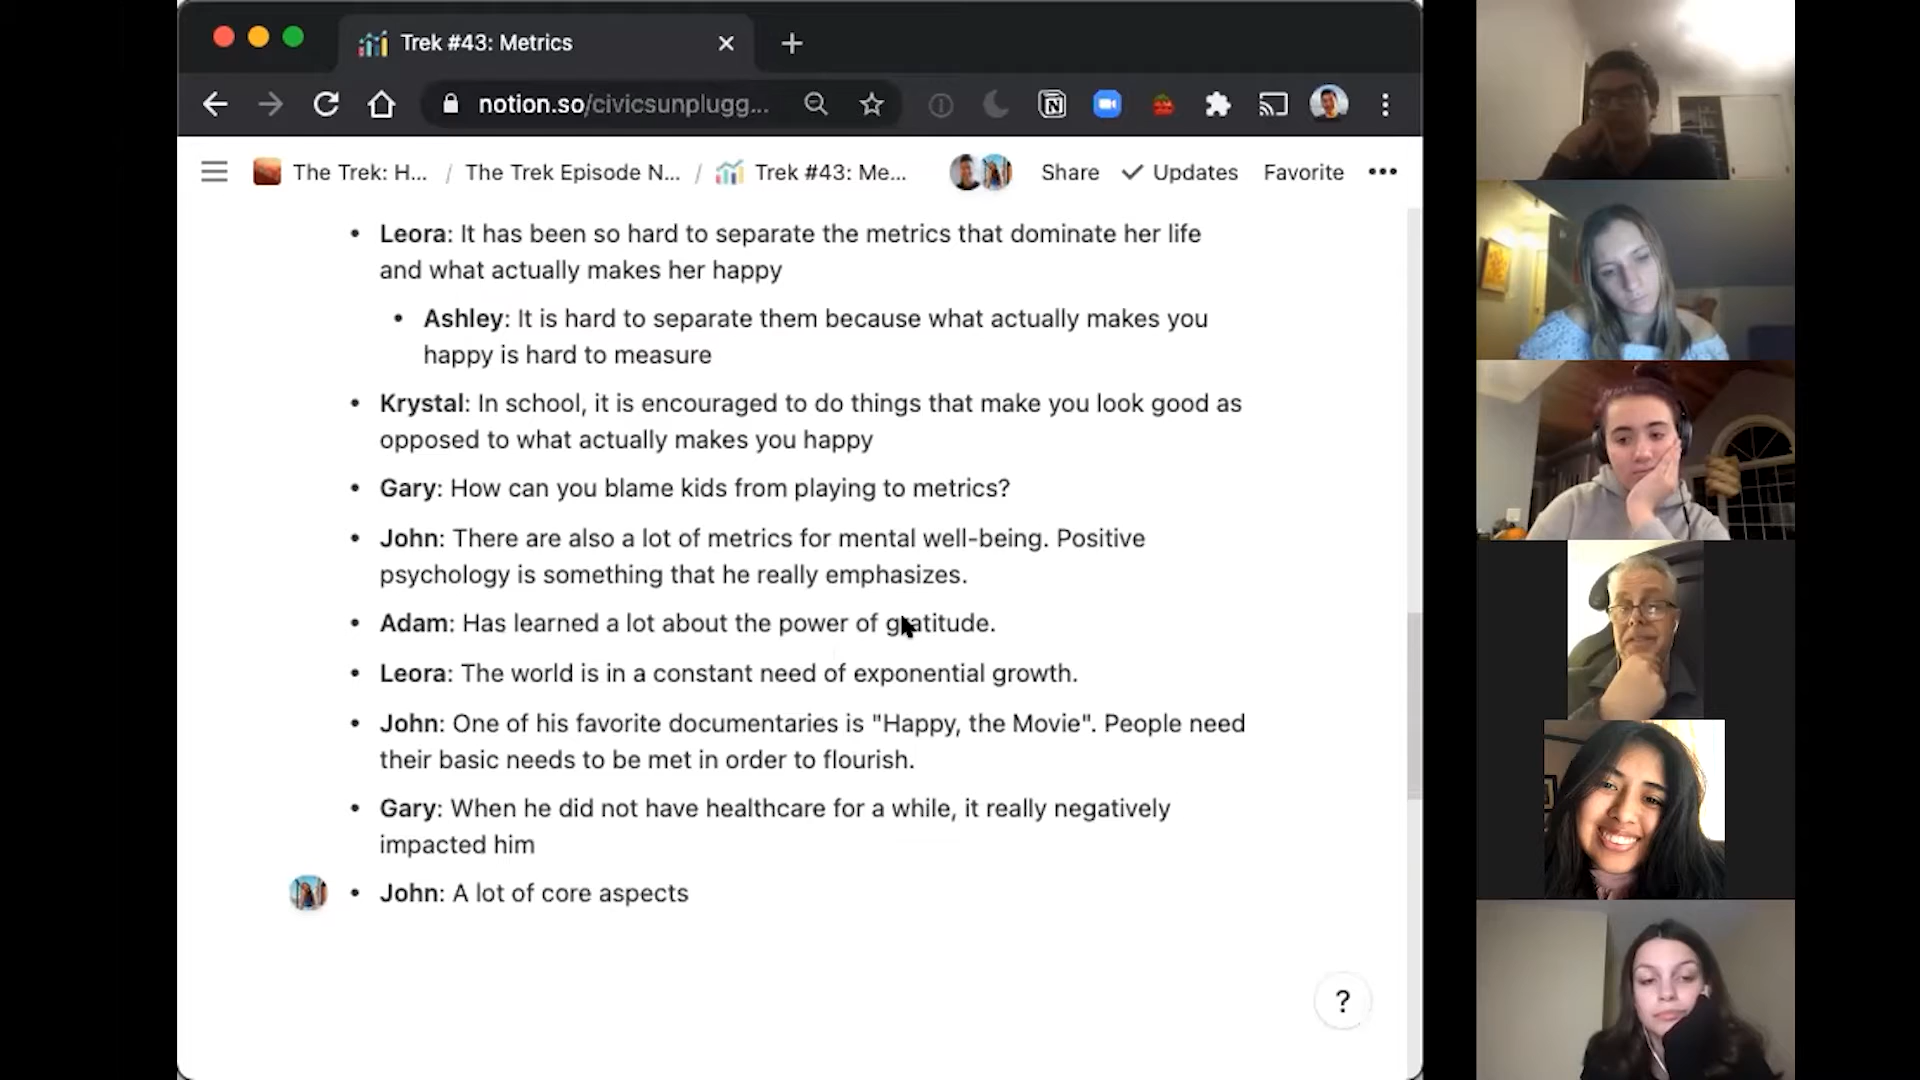 Trek #43: Metrics
notion.so/civicsunplugg...
The Trek: H... / The Trek Episode N... / Trek #43: Me... Share Updates Favorite
• Leora: It has been so hard to separate the metrics that dominate her life
and what actually makes her happy
• Ashley: It is hard to separate them because what actually makes you
happy is hard to measure
• Krystal: In school, it is encouraged to do things that make you look good as
opposed to what actually makes you happy
• Gary: How can you blame kids from playing to metrics?
• John: There are also a lot of metrics for mental well-being. Positive
psychology is something that he really emphasizes.
• Adam: Has learned a lot about the power of gratitude.
• Leora: The world is in a constant need of exponential growth.
• John: One of his favorite documentaries is "Happy, the Movie". People need
their basic needs to be met in order to flourish.
• Gary: When he did not have healthcare for a while, it really negatively
impacted him
• John: A lot of core aspects
?